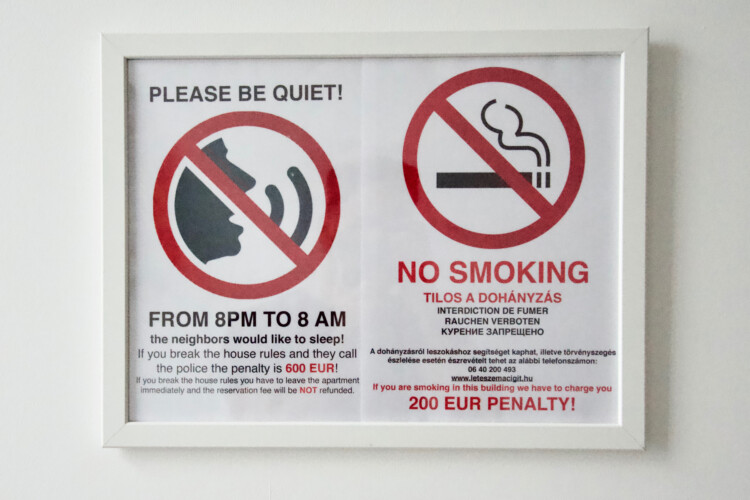 PLEASE BE QUIET!
FROM 8PM TO 8 AM
the neighbors would like to sleep!
If you break the house rules and they call
the police the penalty is 600 EUR!
If you break the house rules you have to leave the apartment
immediately and the reservation fee will be NOT refunded.
NO SMOKING
TILOS A DOHÁNYZÁS
INTERDICTION DE FUMER
RAUCHEN VERBOTEN
КУРЕНИЕ ЗАПРЕЩЕНО
A dohányzásról leszokáshoz segítséget kaphat, illetve törvényszegés
észlelése esetén észrevételt tehet az alábbi telefonszámon:
06 40 200 493
www.leteszemacigit.hu
If you are smoking in this building we have to charge you
200 EUR PENALTY!